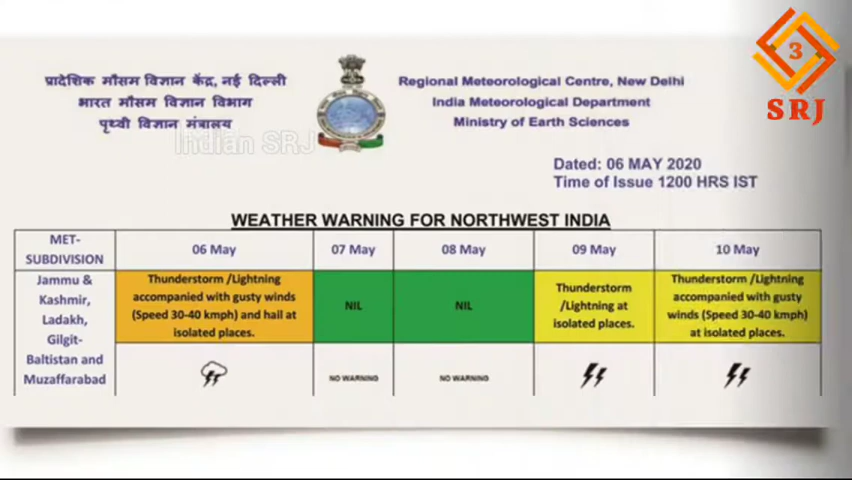 प्रादेशिक मौसम विज्ञान केंद्र, नई दिल्ली
भारत मौसम विज्ञान विभाग
पृथ्वी विज्ञान मंत्रालय
Regional Meteorological Centre, New Delhi
India Meteorological Department
Ministry of Earth Sciences
3
SRJ
Indian SRJ
Dated: 06 MAY 2020
Time of Issue 1200 HRS IST
WEATHER WARNING FOR NORTHWEST INDIA
MET-
SUBDIVISION
06 May
07 May
08 May
09 May
10 May
Jammu &
Kashmir,
Ladakh,
Gilgit-
Baltistan and
Muzaffarabad
Thunderstorm /Lightning
accompanied with gusty winds
(Speed 30-40 kmph) and hail at
isolated places.
NIL
NIL
Thunderstorm
/Lightning at
isolated places.
Thunderstorm /Lightning
accompanied with gusty
winds (Speed 30-40 kmph)
at isolated places.
NO WARNING
NO WARNING